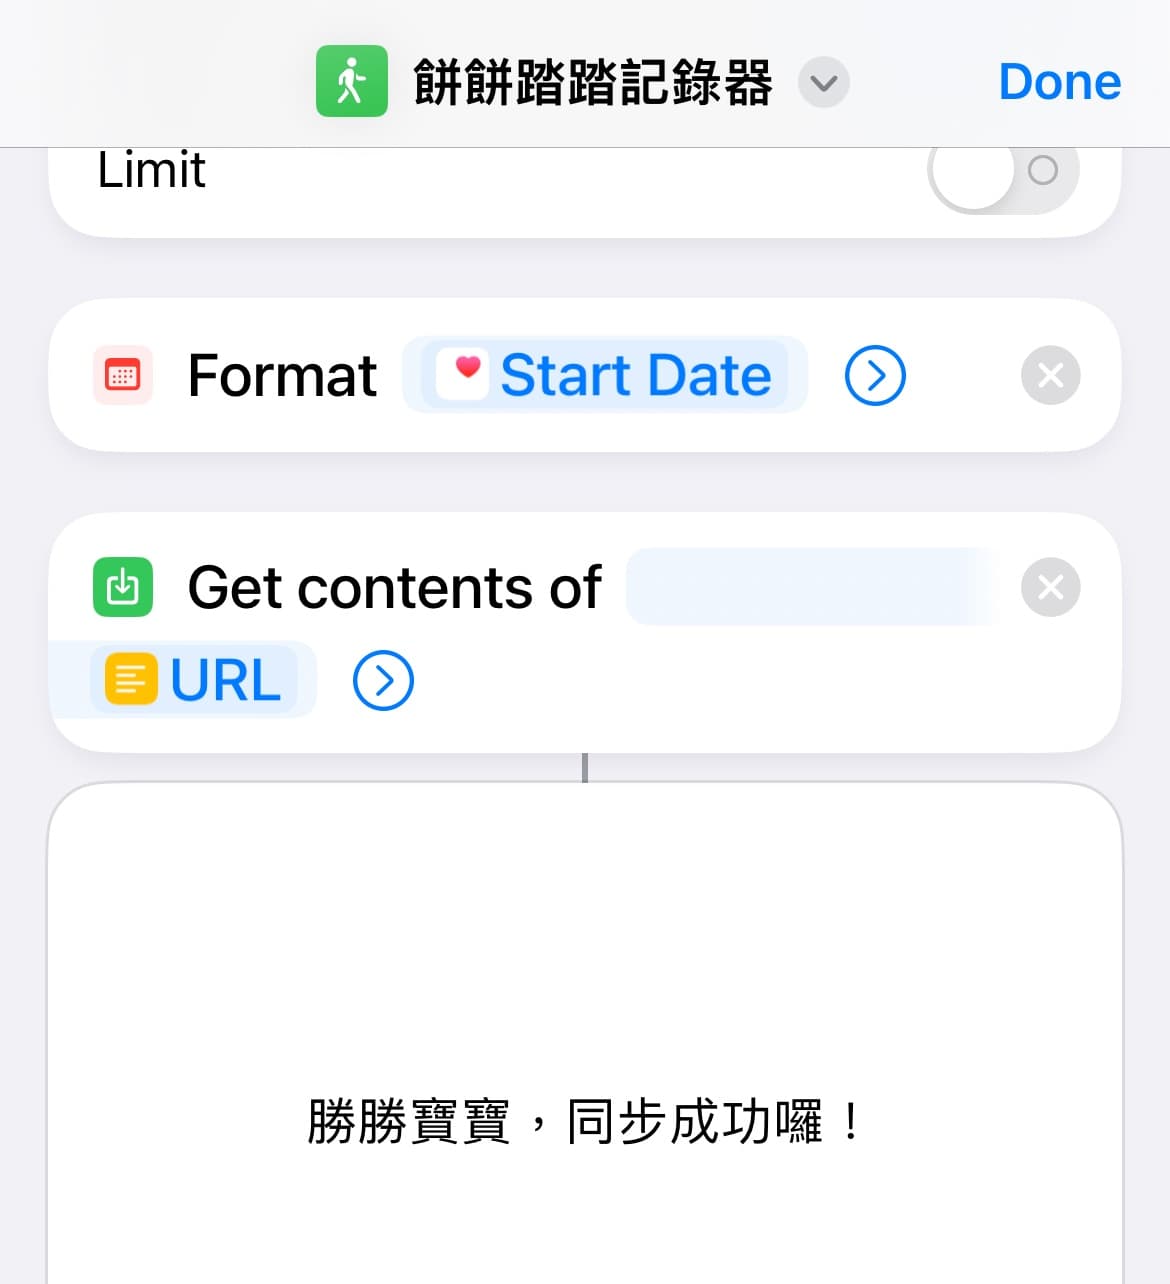 餅餅踏踏記錄器
Done
Limit
Format Start Date
Get contents of
URL
勝勝寶寶，同步成功囉！